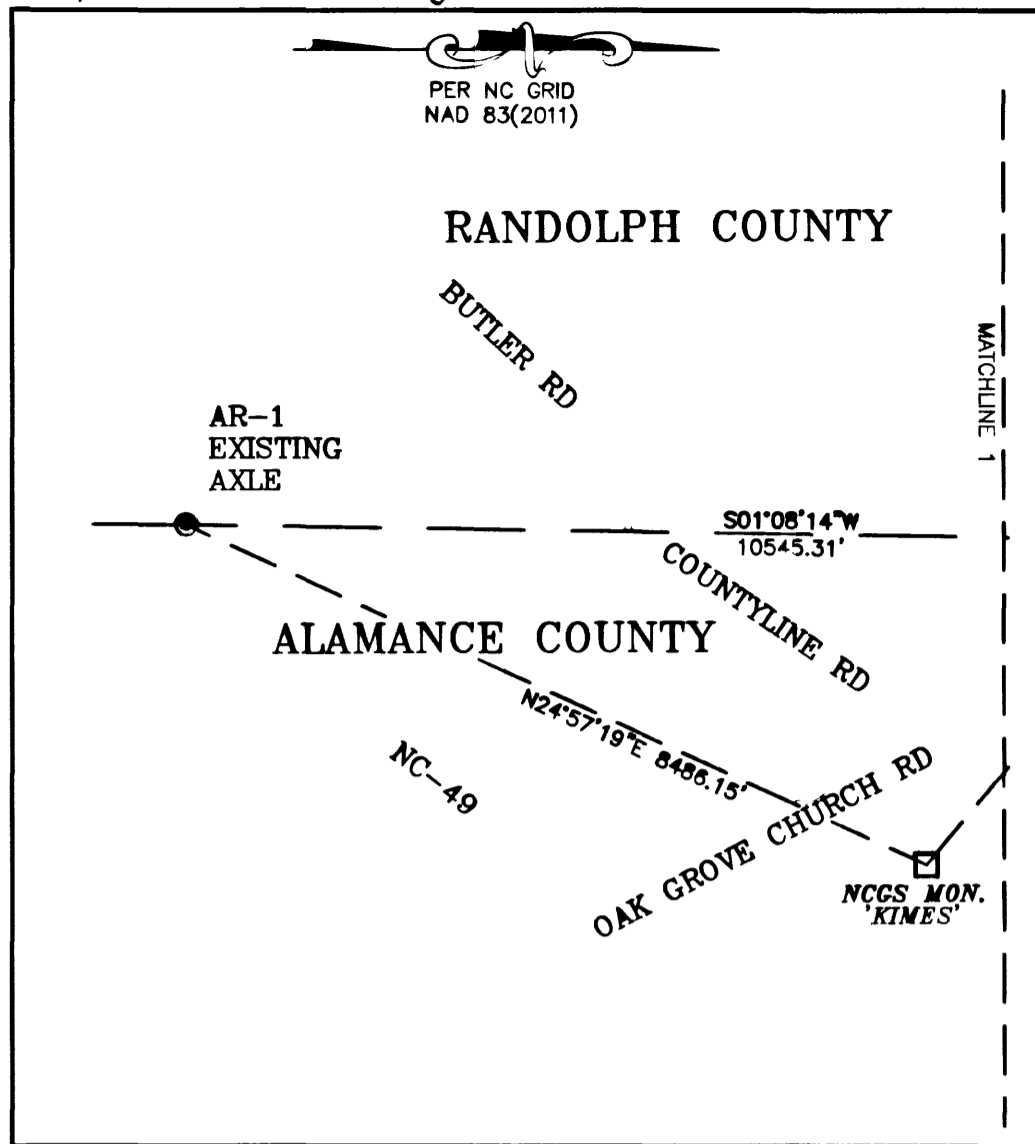 PER NC GRID
NAD 83(2011)
RANDOLPH COUNTY
BUTLER RD
MATCHLINE 1
AR-1
EXISTING
AXLE
S01°08'14"W
10545.31'
COUNTYLINE RD
ALAMANCE COUNTY
N24°57'19"E 8486.15'
NC-49
OAK GROVE CHURCH RD
NCGS MON.
'KIMES'